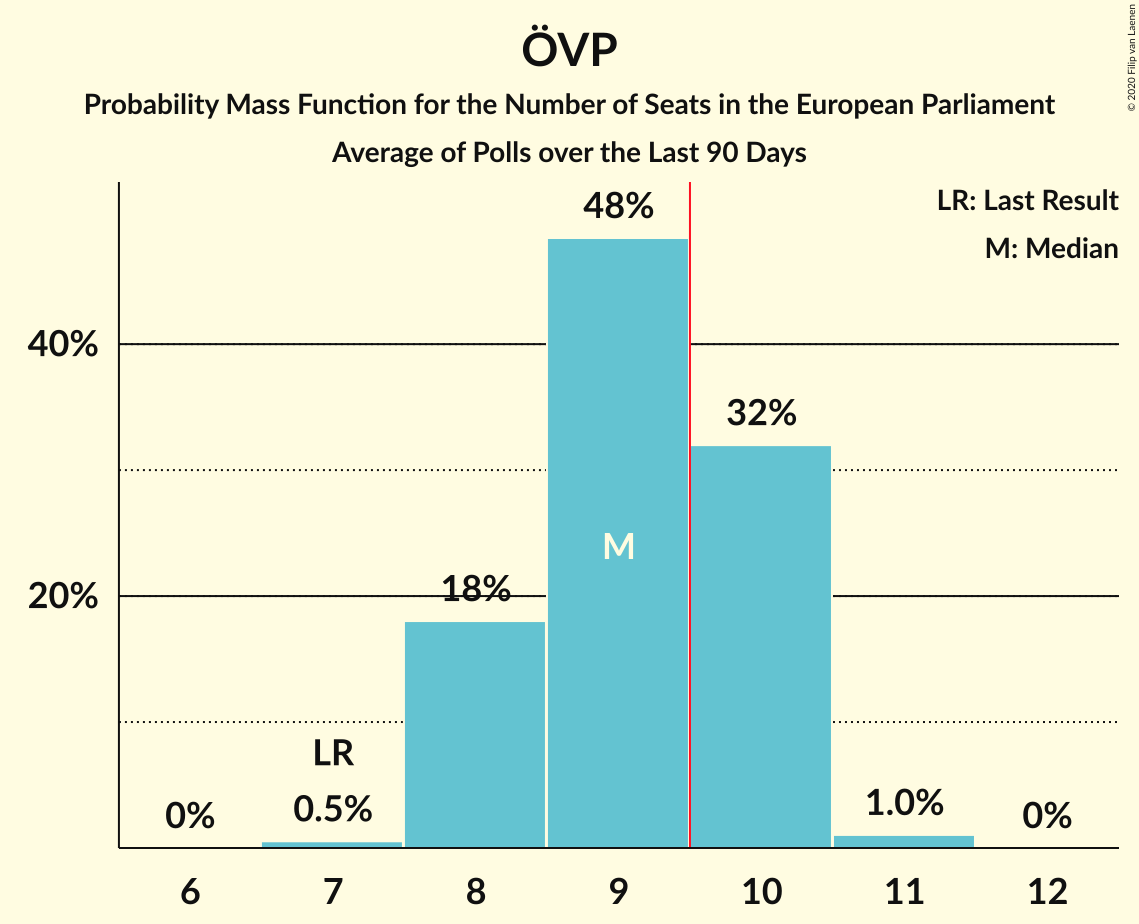 ÖVP
Probability Mass Function for the Number of Seats in the European Parliament
Average of Polls over the Last 90 Days
© 2020 Filip van Laenen
LR: Last Result
M: Median
48%
40%
32%
M
20%
18%
LR
0%
0.5%
1.0%
0%
6 7 8 9 10 11 12